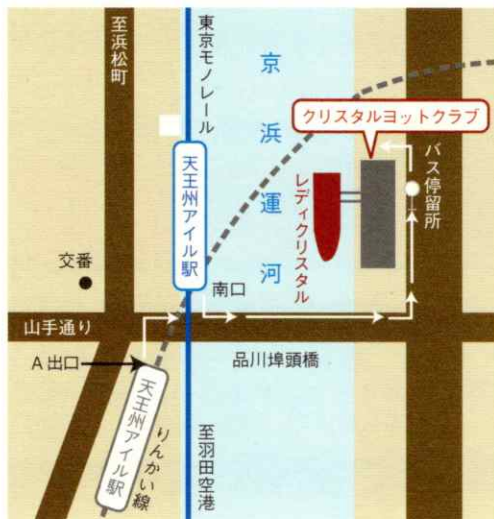 至浜松町
東京モノレール
京浜運河
クリスタルヨットクラブ
バス停留所
天王州アイル駅
レディクリスタル
交番
南口
山手通り
A出口
品川埠頭橋
天王州アイル駅
りんかい線
至羽田空港